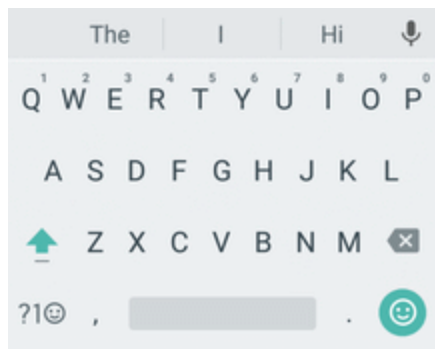 The I Hi
1 2 3 4 5 6 7 8 9 0
Q W E R T Y U I O P
A S D F G H J K L
Z X C V B N M
?1☺ , .